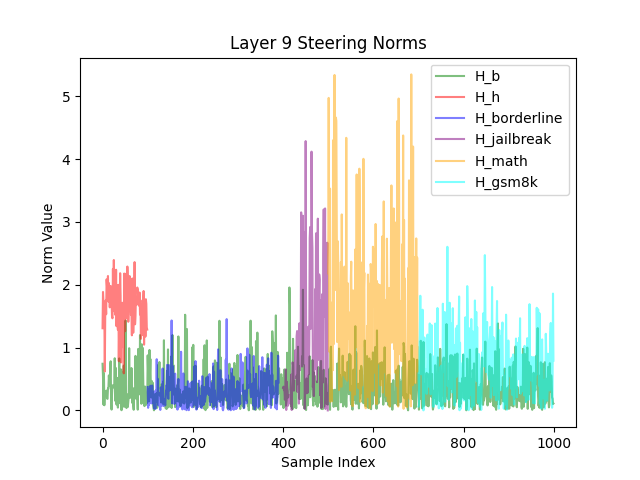 Layer 9 Steering Norms
H_b
H_h
H_borderline
H_jailbreak
H_math
H_gsm8k
Norm Value
5
4
3
2
1
0
0 200 400 600 800 1000
Sample Index